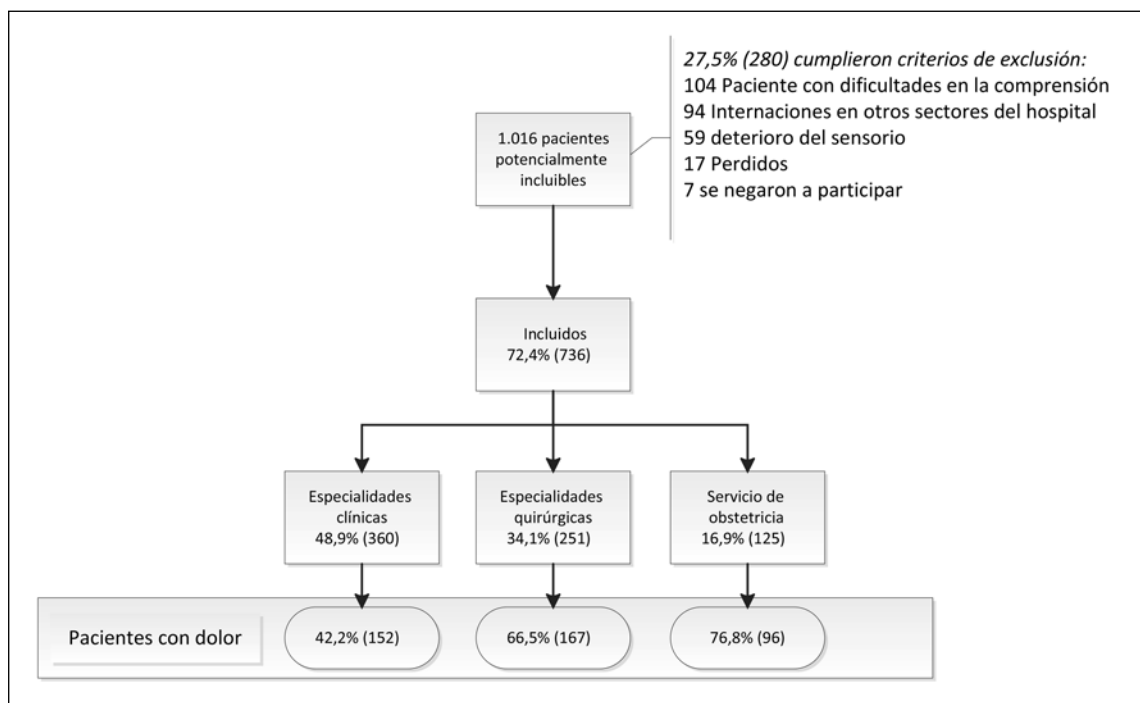 27,5% (280) cumplieron criterios de exclusión:
104 Paciente con dificultades en la comprensión
94 Internaciones en otros sectores del hospital
59 deterioro del sensorio
17 Perdidos
7 se negaron a participar
1.016 pacientes
potencialmente
incluibles
Incluidos
72,4% (736)
Especialidades
clínicas
48,9% (360)
Especialidades
quirúrgicas
34,1% (251)
Servicio de
obstetricia
16,9% (125)
Pacientes con dolor
42,2% (152)
66,5% (167)
76,8% (96)